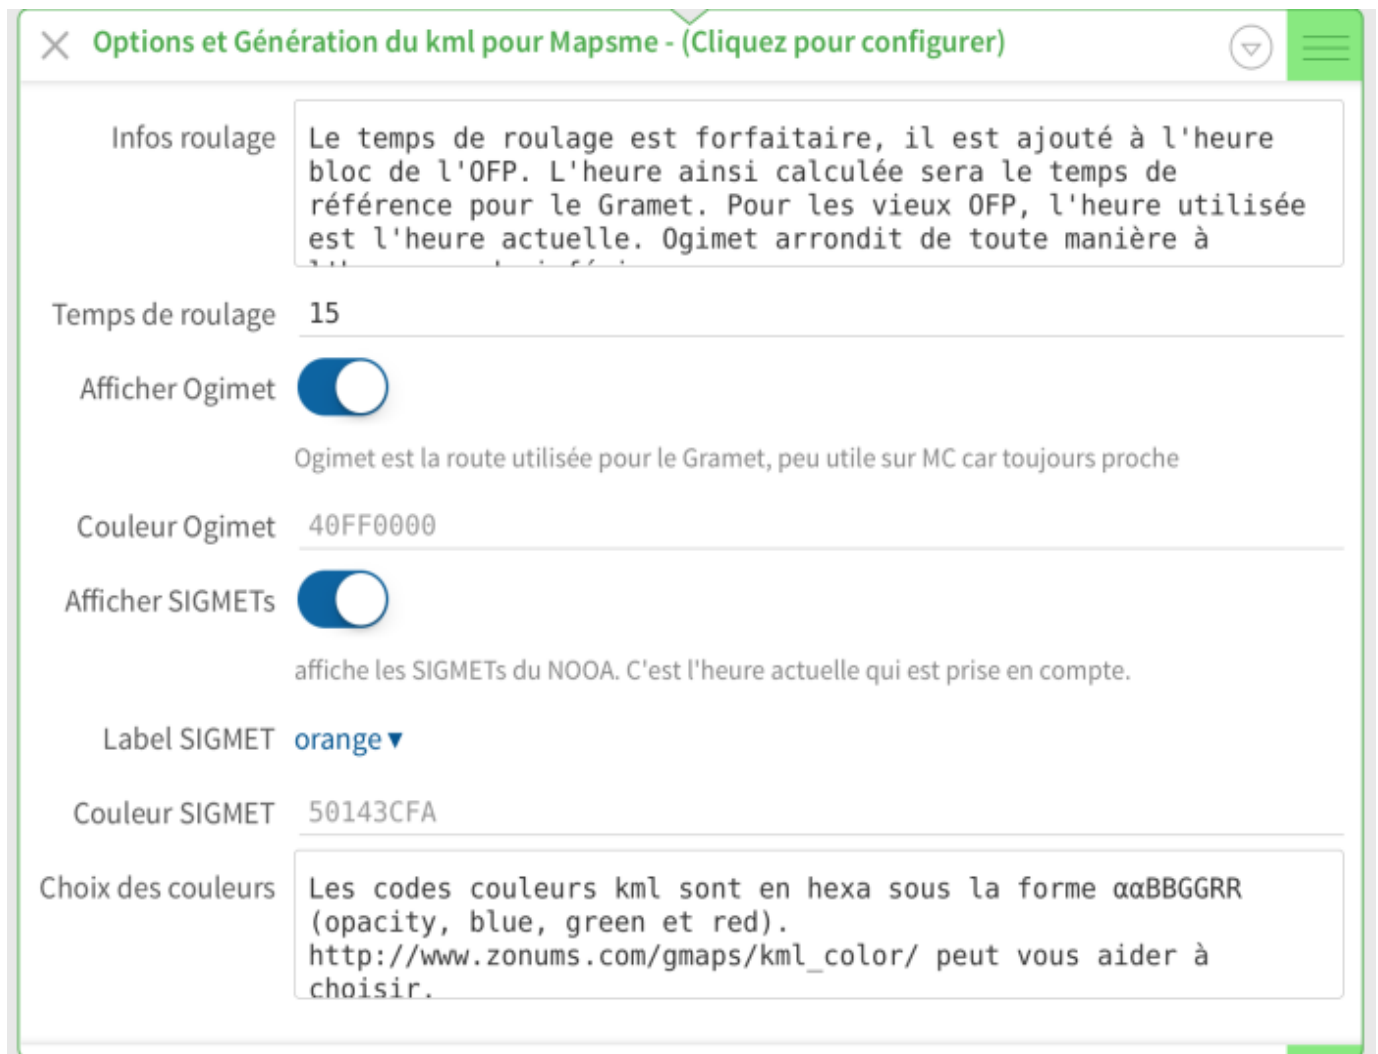 Options et Génération du kml pour Mapsme - (Cliquez pour configurer)
Infos roulage
Le temps de roulage est forfaitaire, il est ajouté à l'heure
bloc de l'OFP. L'heure ainsi calculée sera le temps de
référence pour le Gramet. Pour les vieux OFP, l'heure utilisée
est l'heure actuelle. Ogimet arrondit de toute manière à
Temps de roulage 15
Afficher Ogimet
Ogimet est la route utilisée pour le Gramet, peu utile sur MC car toujours proche
Couleur Ogimet 40FF0000
Afficher SIGMETs
affiche les SIGMETs du NOOA. C'est l'heure actuelle qui est prise en compte.
Label SIGMET orange ▾
Couleur SIGMET 50143CFA
Choix des couleurs
Les codes couleurs kml sont en hexa sous la forme ααBBGGRR
(opacity, blue, green et red).
http://www.zonums.com/gmaps/kml_color/ peut vous aider à
choisir.